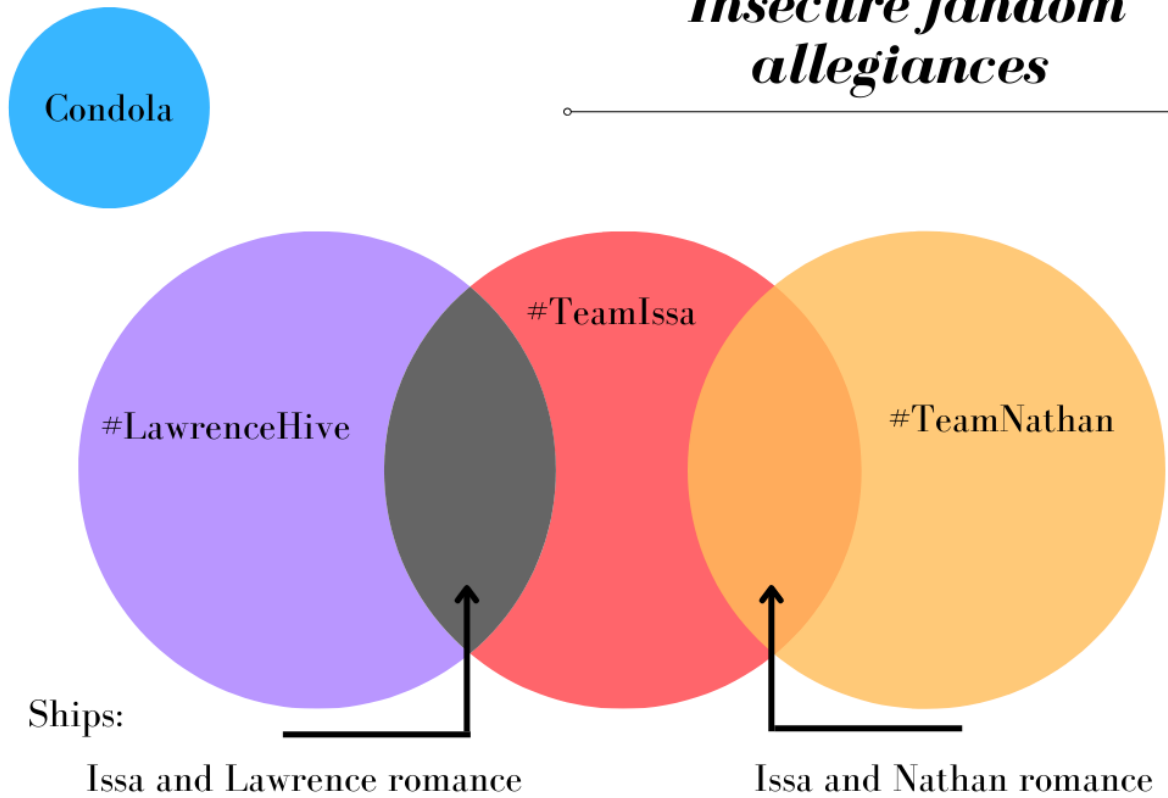 Insecure fandom
allegiances
Condola
#TeamIssa
#LawrenceHive
#TeamNathan
Ships:
Issa and Lawrence romance
Issa and Nathan romance